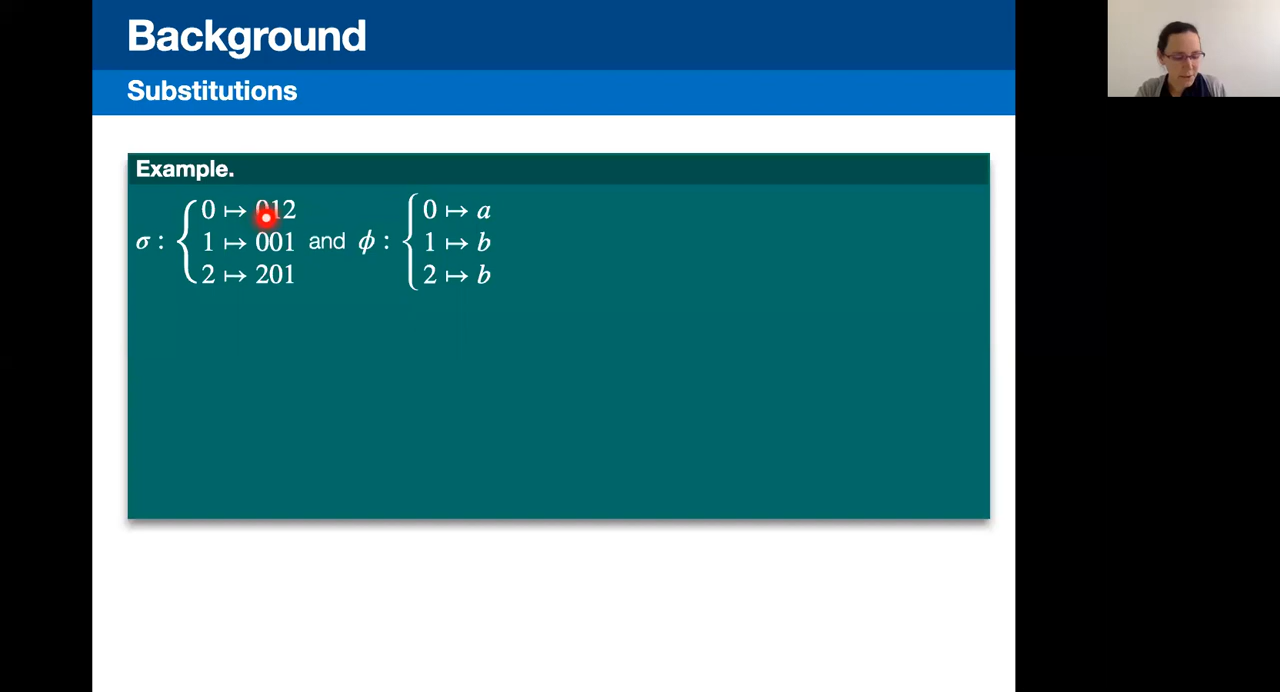 Background
Substitutions
Example.
σ : { 0 ↦ 012 and ϕ : { 0 ↦ a
1 ↦ 001 1 ↦ b
2 ↦ 201 2 ↦ b